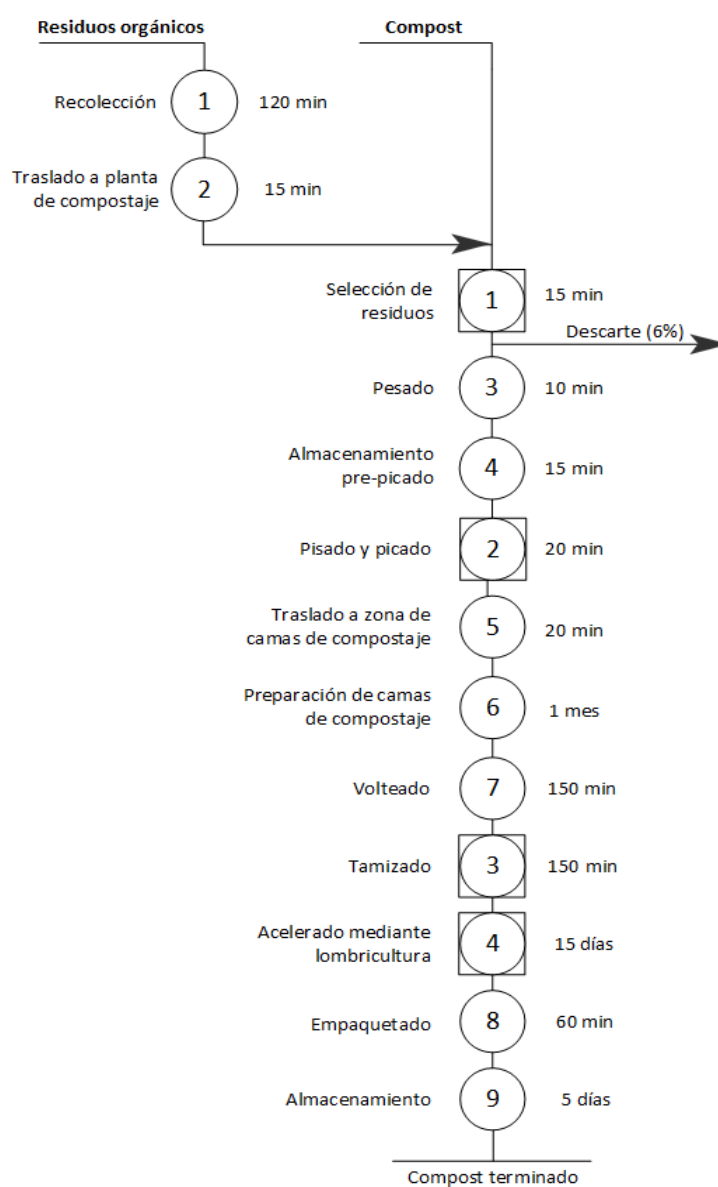 Residuos orgánicos
Compost
Recolección
1
120 min
Traslado a planta
de compostaje
2
15 min
Selección de
residuos
1
15 min
Descarte (6%)
Pesado
3
10 min
Almacenamiento
pre-picado
4
15 min
Pisado y picado
2
20 min
Traslado a zona de
camas de compostaje
5
20 min
Preparación de camas
de compostaje
6
1 mes
Volteado
7
150 min
Tamizado
3
150 min
Acelerado mediante
lombricultura
4
15 días
Empaquetado
8
60 min
Almacenamiento
9
5 días
Compost terminado